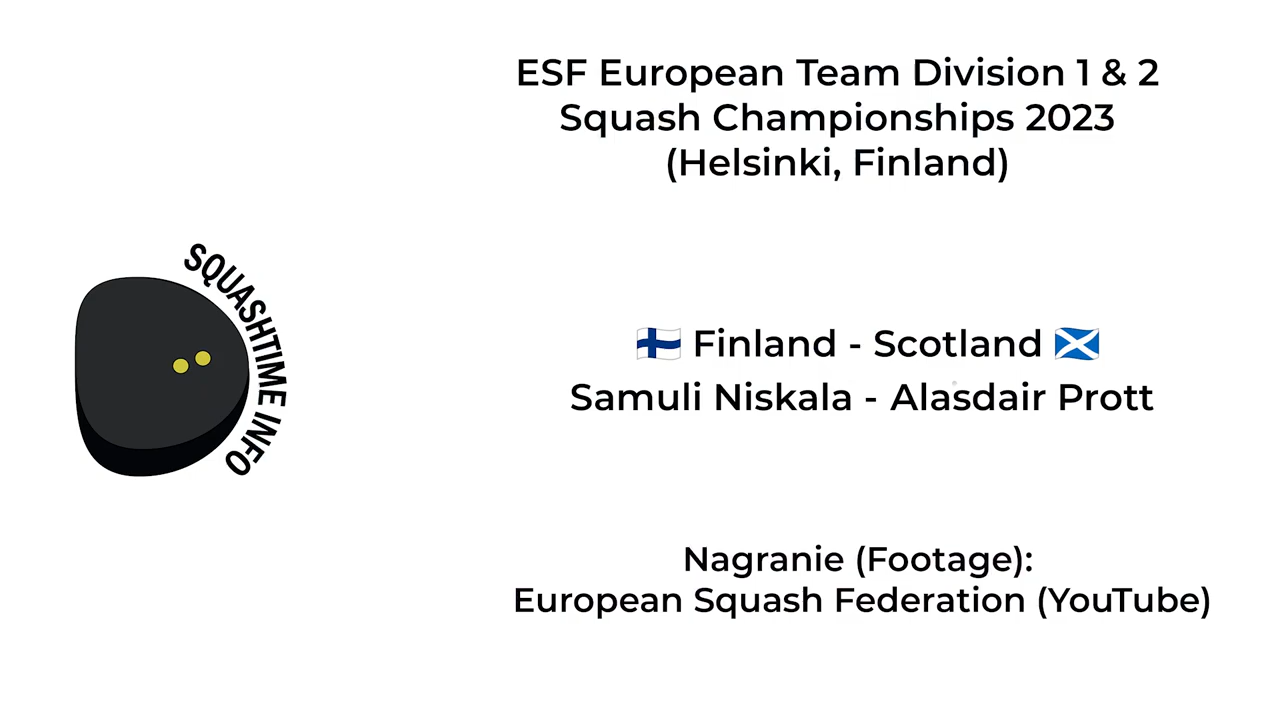 ESF European Team Division 1 & 2
Squash Championships 2023
(Helsinki, Finland)
SQUASHTIME INFO
🇫🇮 Finland - Scotland 🏴󠁧󠁢󠁳󠁣󠁴󠁿
Samuli Niskala - Alasdair Prott
Nagranie (Footage):
European Squash Federation (YouTube)